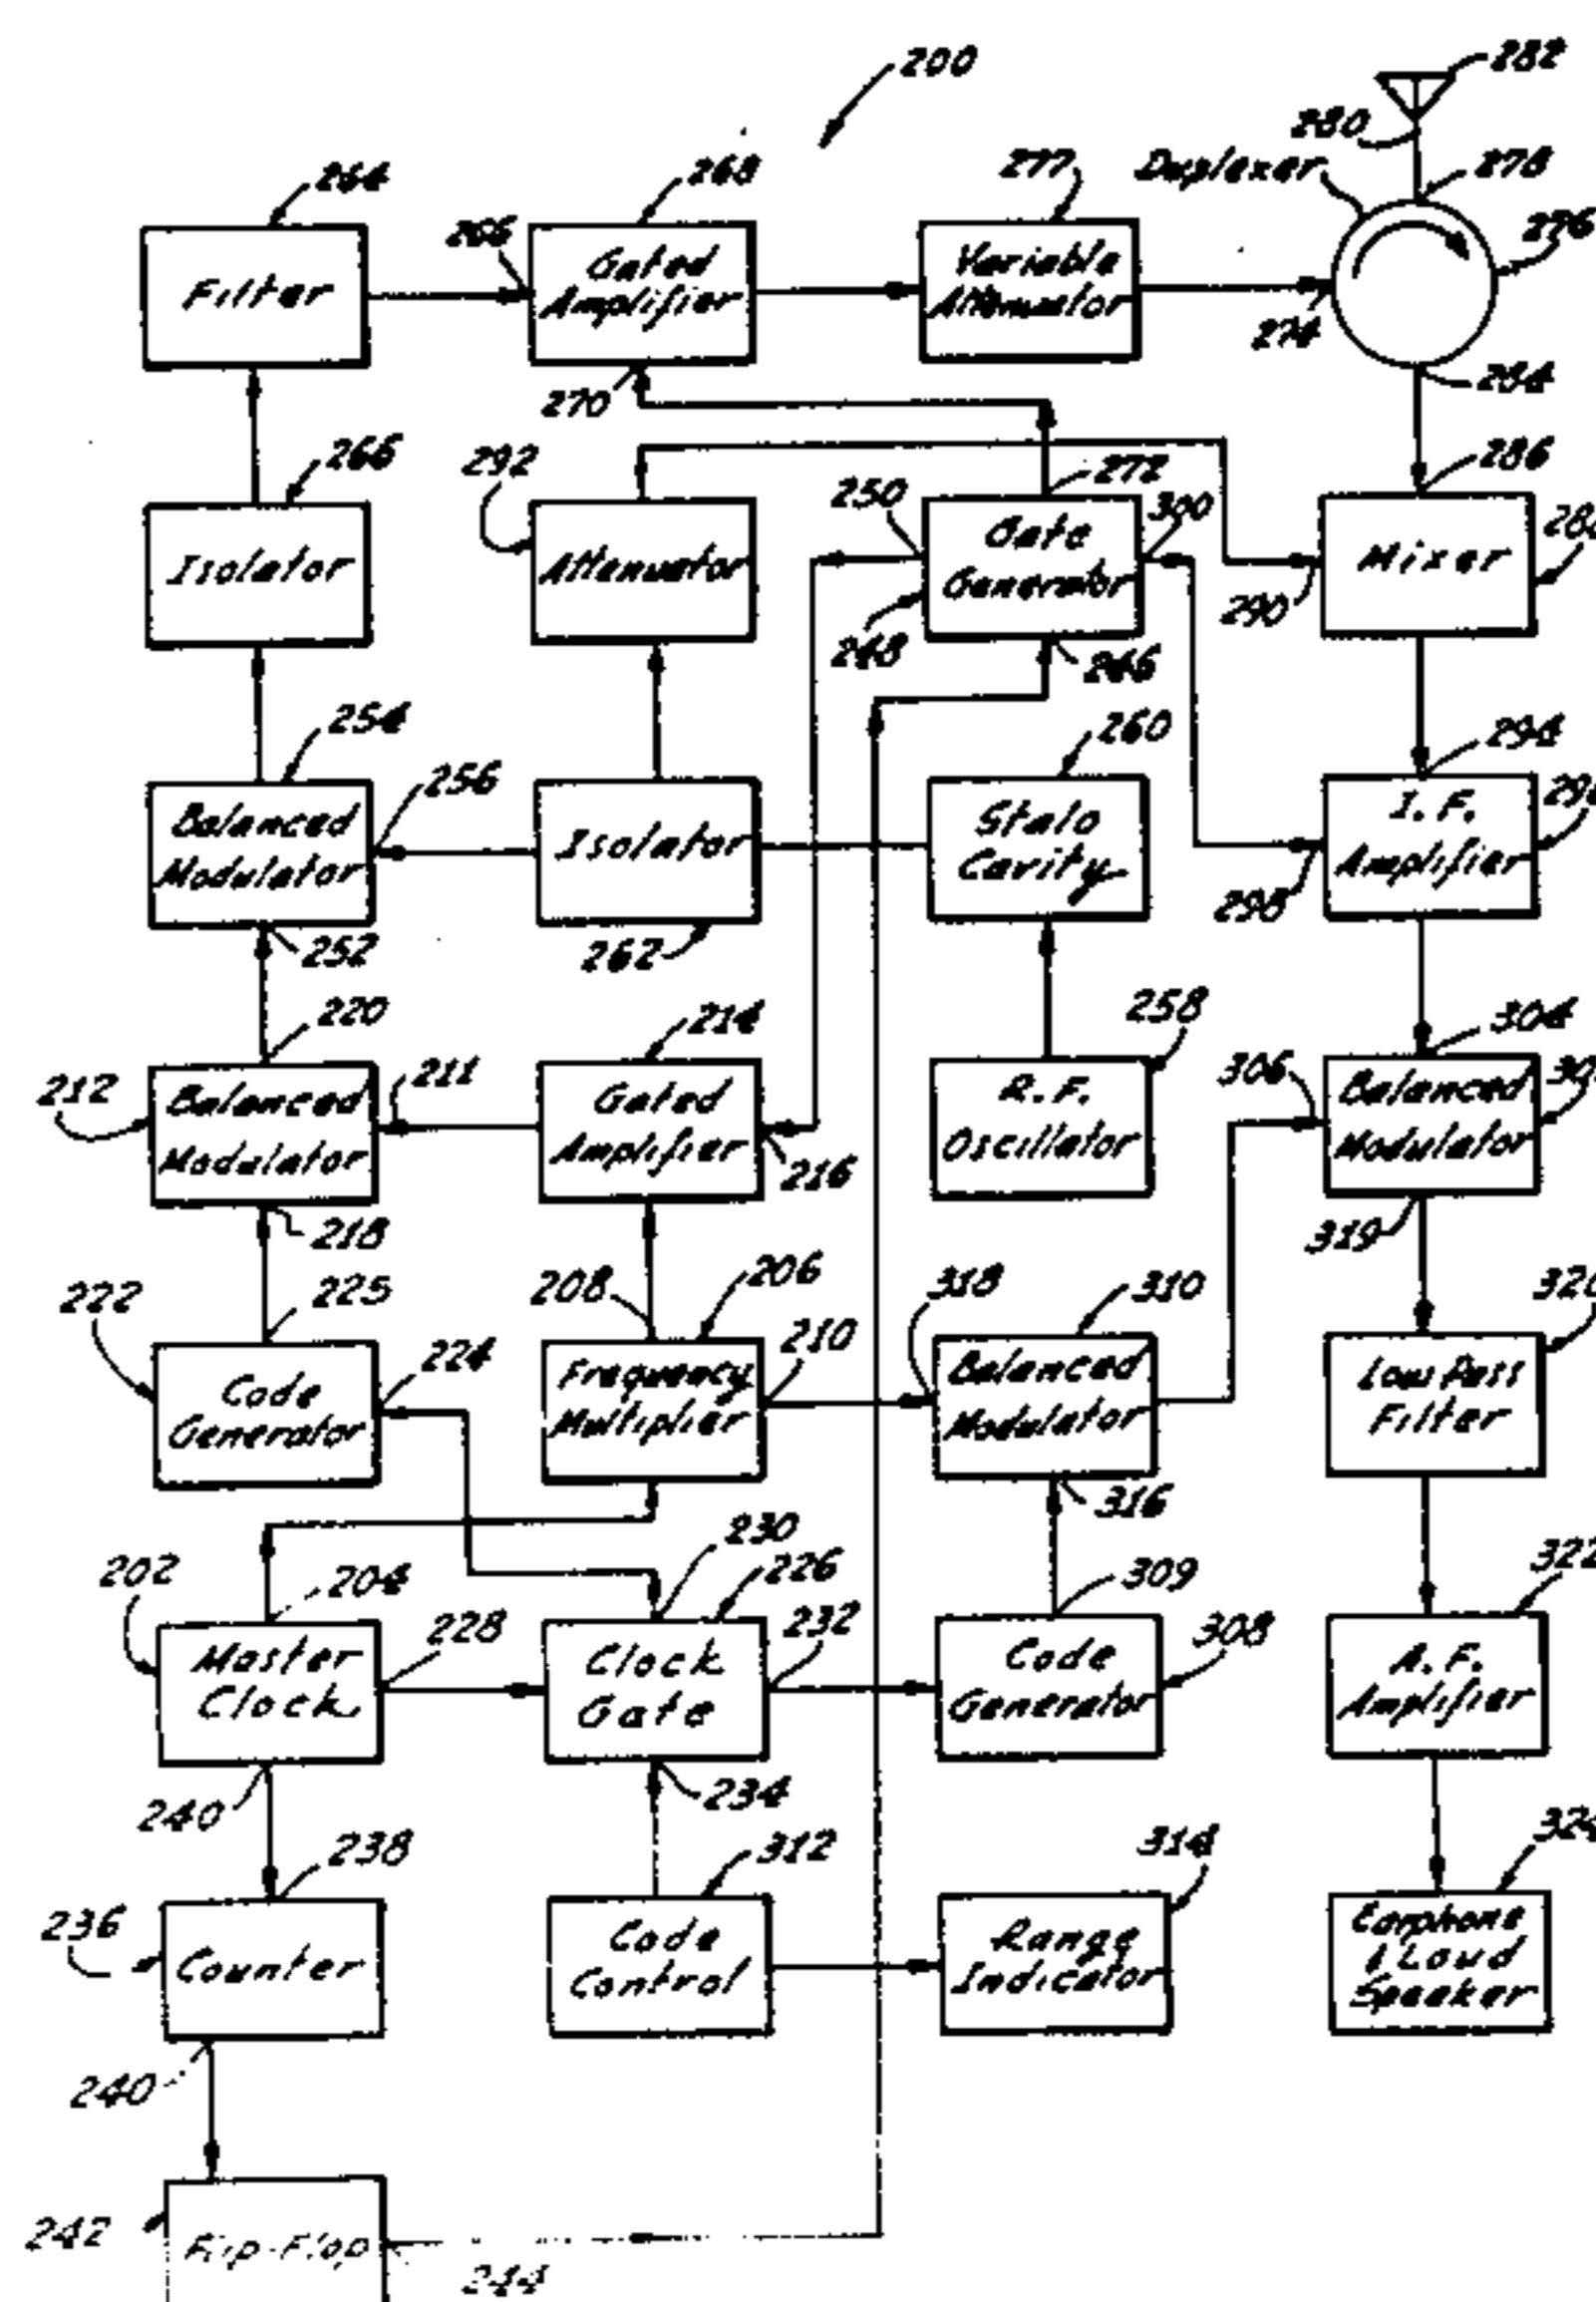 200
282
280
Duplexer
278
276
274
284
264
Filter
266
268
Gated
Amplifier
270
277
Variable
Attenuator
266
Isolator
292
Attenuator
250
272
300
Gate
Generator
248
266
286
Mixer
290
254
Balanced
Modulator
256
252
Isolator
262
260
Stalo
Cavity
294
I.F.
Amplifier
298
220
212
Balanced
Modulator
211
218
214
Gated
Amplifier
216
258
R.F.
Oscillator
304
306
Balanced
Modulator
319
222
225
Code
Generator
224
208
206
Frequency
Multiplier
210
318
310
Balanced
Modulator
316
Low Pass
Filter
202
204
Master
Clock
228
240
230
226
Clock
Gate
232
234
309
Code
Generator
308
322
A.F.
Amplifier
238
236
Counter
240
312
Code
Control
314
Range
Indicator
Earphone
Loud
Speaker
242
Flip-Flop
244